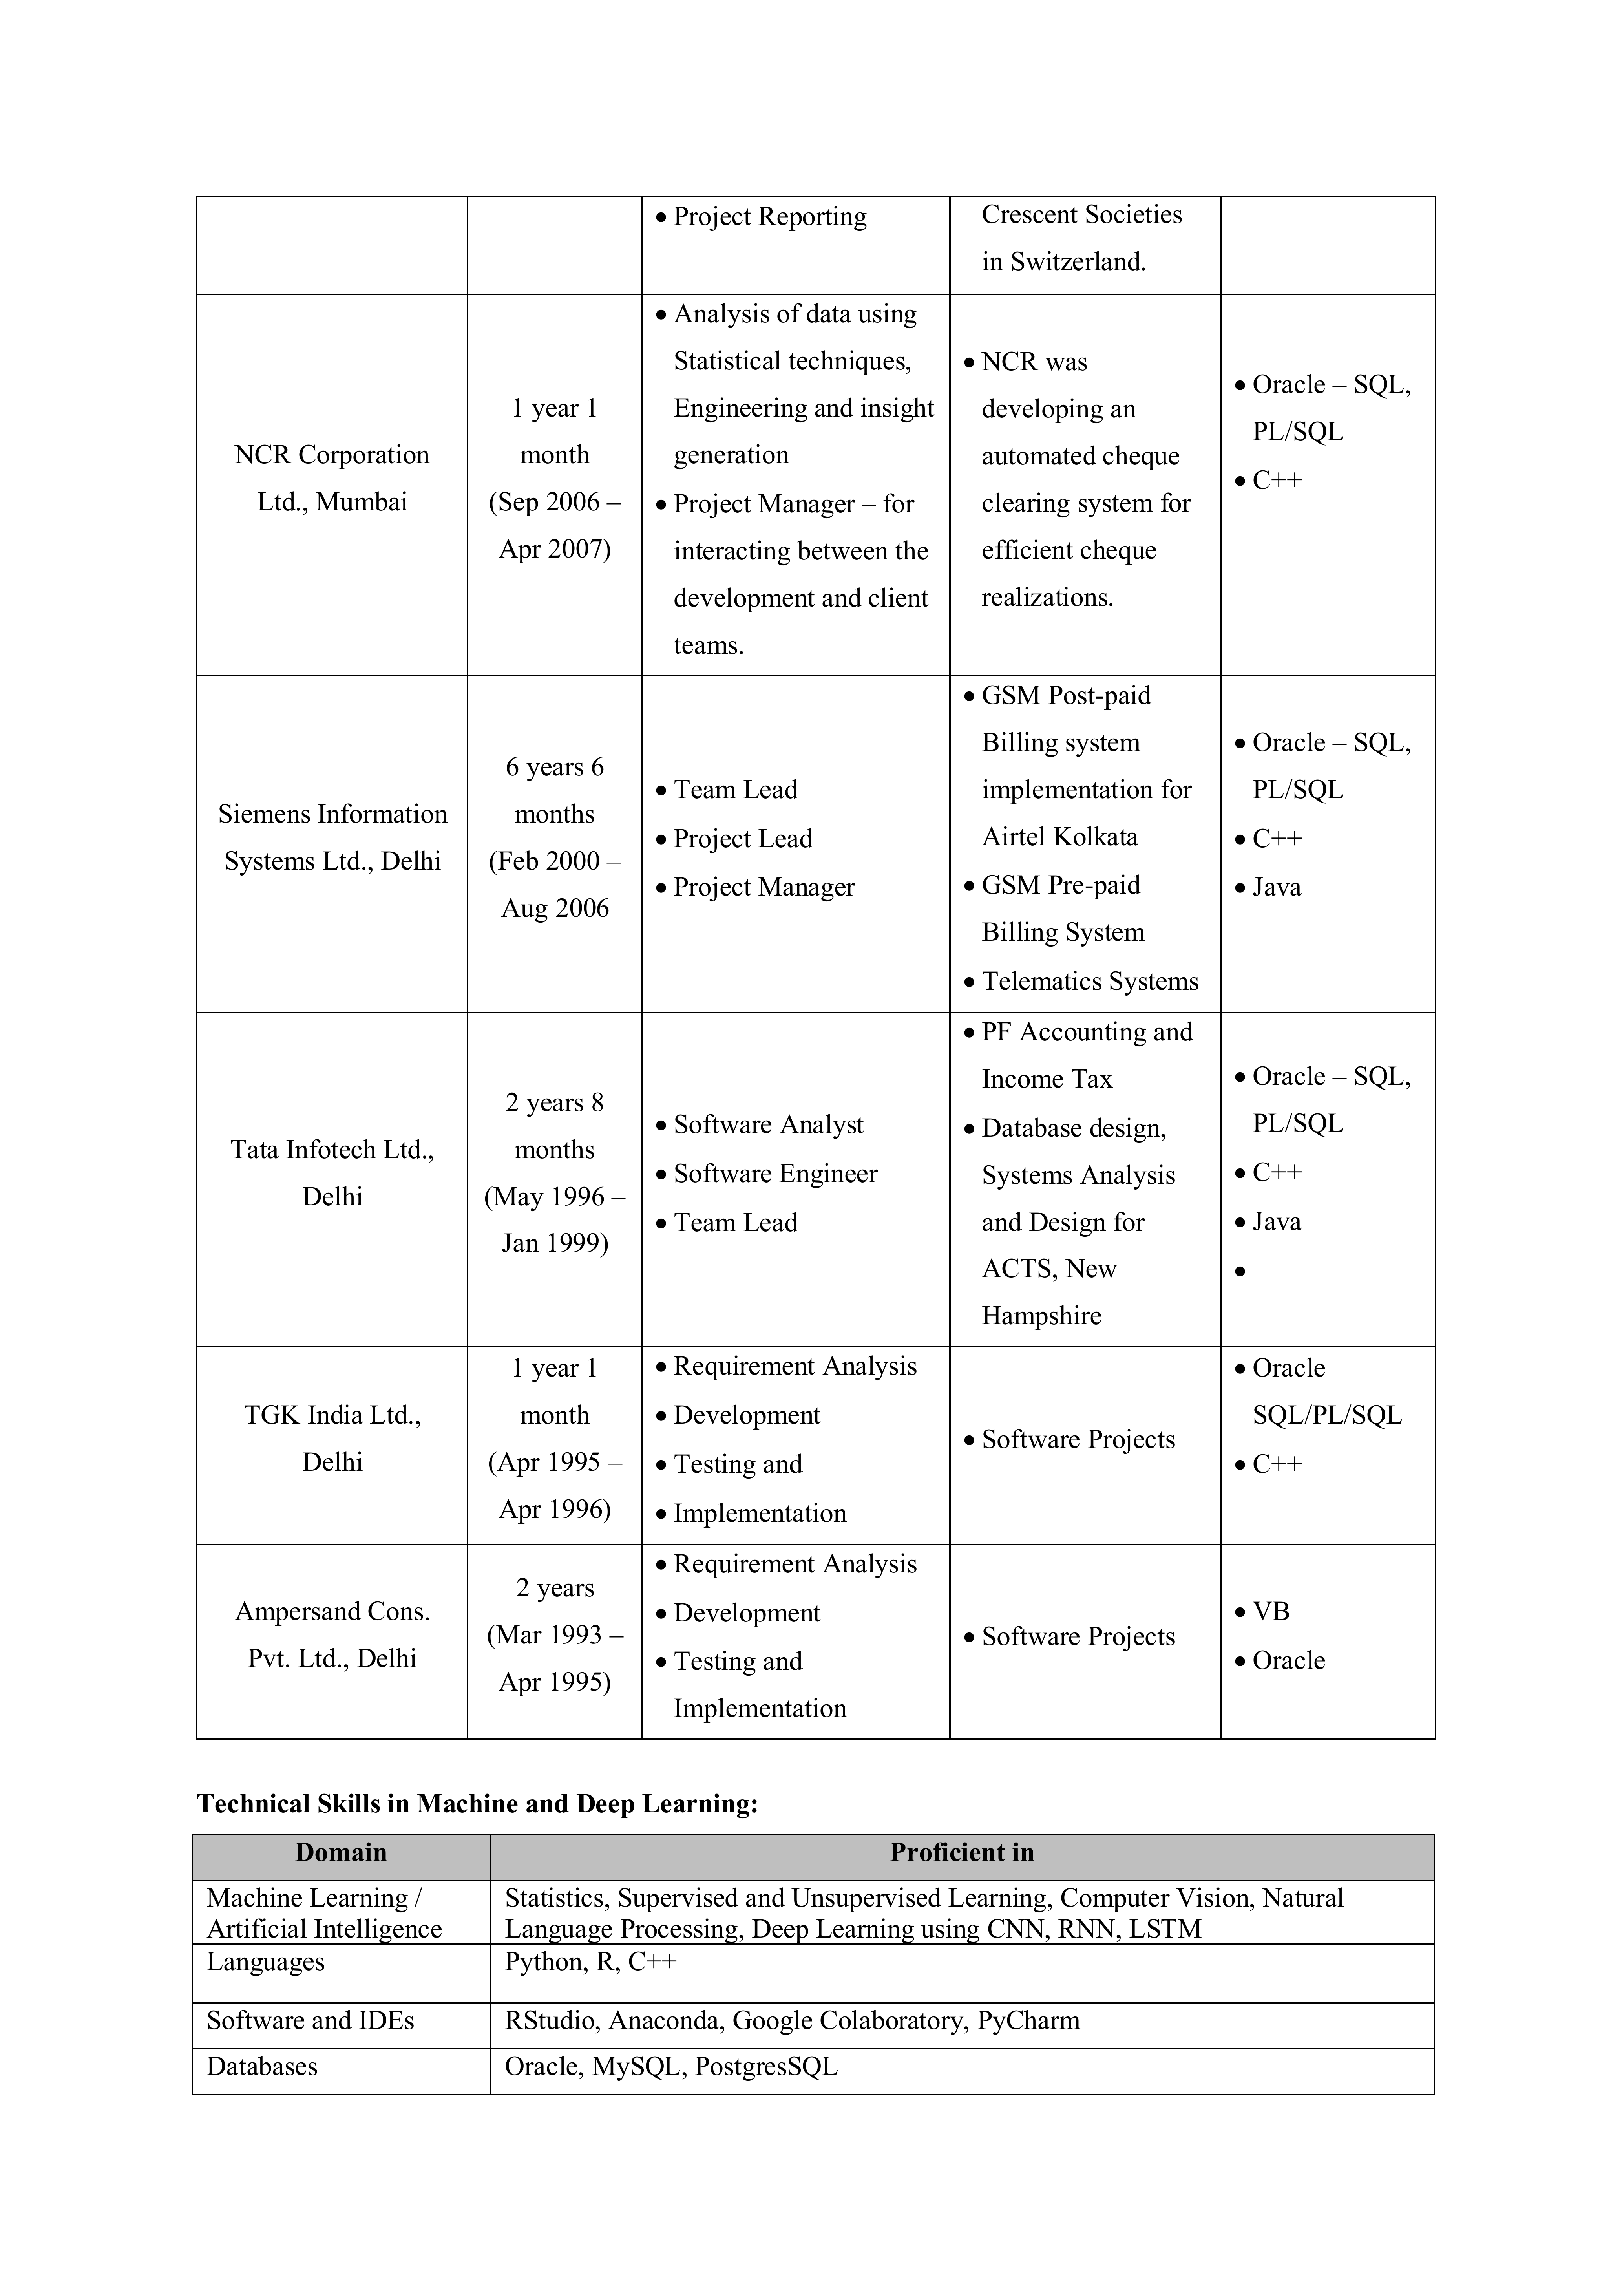 • Project Reporting
Crescent Societies
in Switzerland.
NCR Corporation
Ltd., Mumbai
1 year 1
month
(Sep 2006 –
Apr 2007)
• Analysis of data using
Statistical techniques,
Engineering and insight
generation
• Project Manager – for
interacting between the
development and client
teams.
• NCR was
developing an
automated cheque
clearing system for
efficient cheque
realizations.
• Oracle – SQL,
PL/SQL
• C++
Siemens Information
Systems Ltd., Delhi
6 years 6
months
(Feb 2000 –
Aug 2006
• Team Lead
• Project Lead
• Project Manager
• GSM Post-paid
Billing system
implementation for
Airtel Kolkata
• GSM Pre-paid
Billing System
• Telematics Systems
• Oracle – SQL,
PL/SQL
• C++
• Java
Tata Infotech Ltd.,
Delhi
2 years 8
months
(May 1996 –
Jan 1999)
• Software Analyst
• Software Engineer
• Team Lead
• PF Accounting and
Income Tax
• Database design,
Systems Analysis
and Design for
ACTS, New
Hampshire
• Oracle – SQL,
PL/SQL
• C++
• Java
•
TGK India Ltd.,
Delhi
1 year 1
month
(Apr 1995 –
Apr 1996)
• Requirement Analysis
• Development
• Testing and
• Implementation
• Software Projects
• Oracle
SQL/PL/SQL
• C++
Ampersand Cons.
Pvt. Ltd., Delhi
2 years
(Mar 1993 –
Apr 1995)
• Requirement Analysis
• Development
• Testing and
Implementation
• Software Projects
• VB
• Oracle
Technical Skills in Machine and Deep Learning:
Domain
Proficient in
Machine Learning /
Artificial Intelligence
Statistics, Supervised and Unsupervised Learning, Computer Vision, Natural
Language Processing, Deep Learning using CNN, RNN, LSTM
Languages
Python, R, C++
Software and IDEs
RStudio, Anaconda, Google Colaboratory, PyCharm
Databases
Oracle, MySQL, PostgresSQL